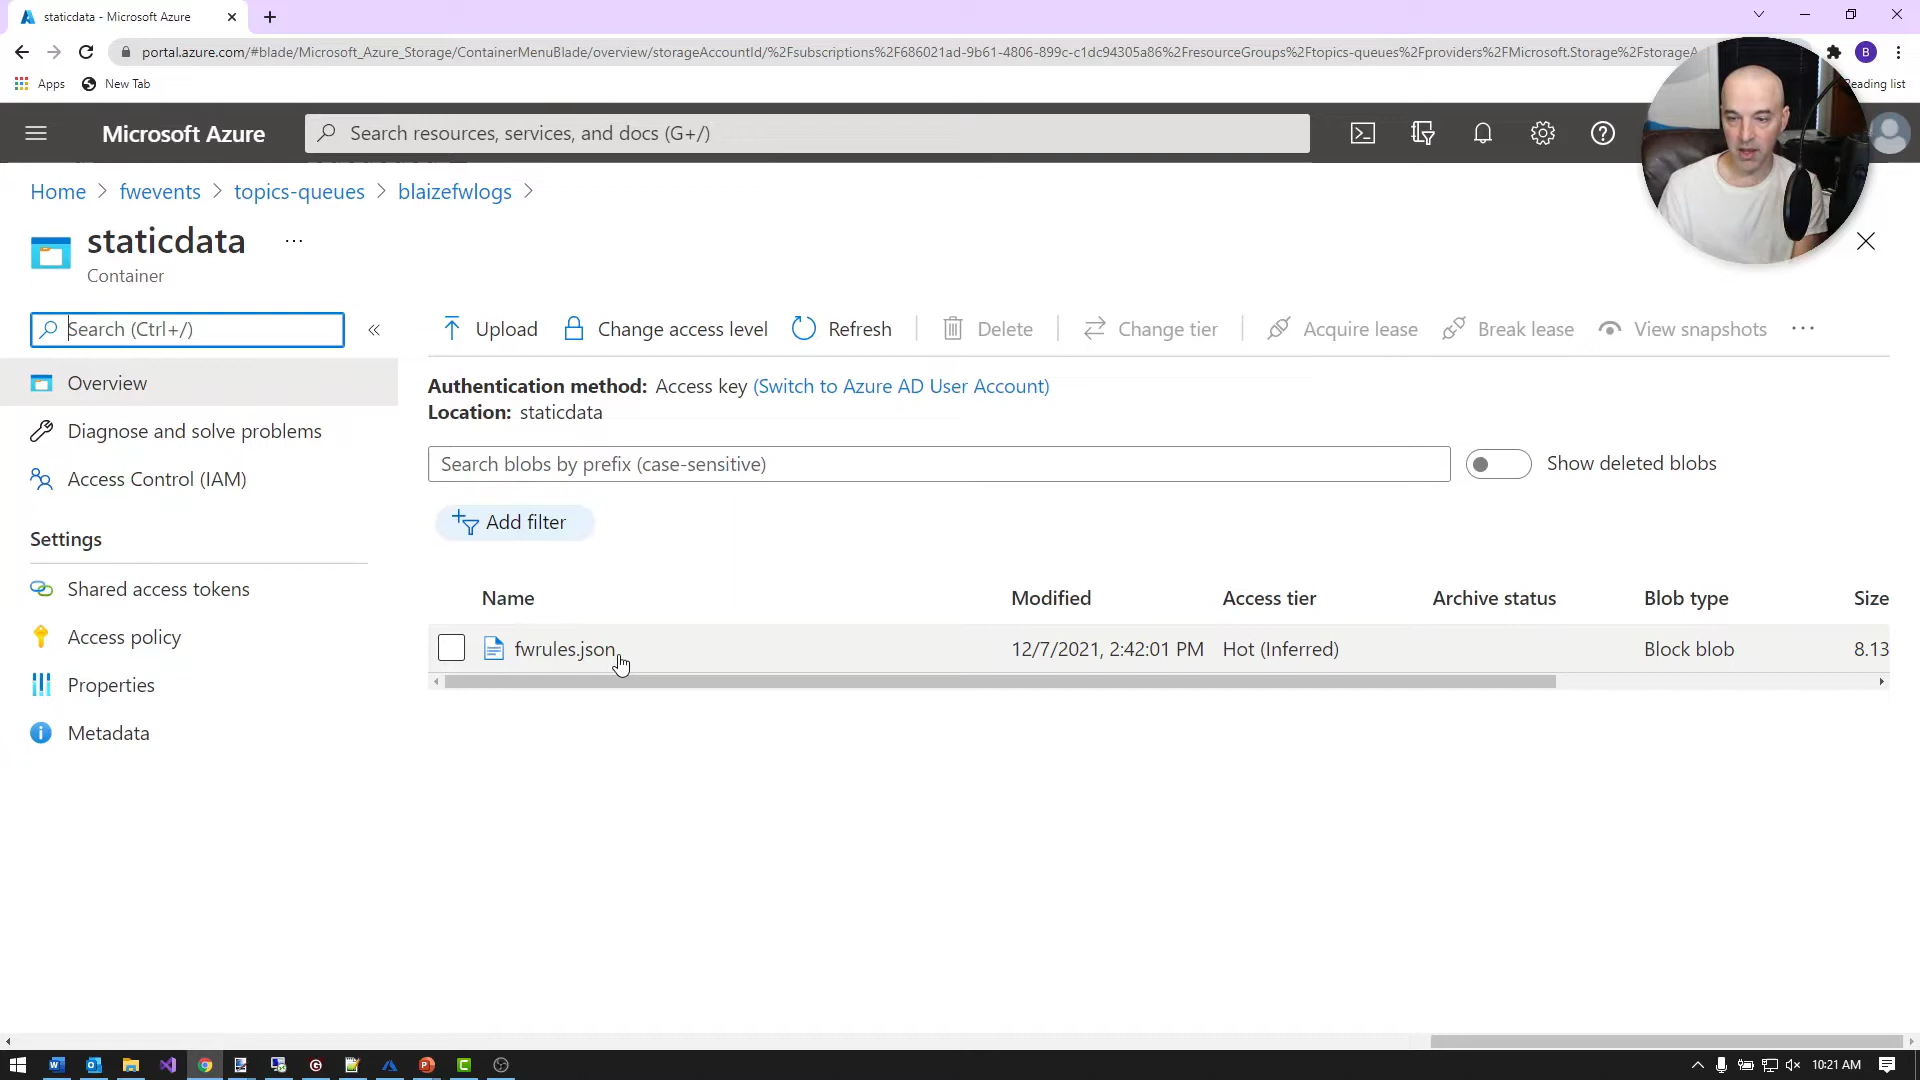 staticdata - Microsoft Azure
portal.azure.com/#blade/Microsoft_Azure_Storage/ContainerMenuBlade/overview/storageAccountId/%2Fsubscriptions%2F686021ad-9b61-4806-899c-c1dc94305a86%2FresourceGroups%2Ftopics-queues%2Fproviders%2FMicrosoft.Storage%2FstorageA
B
Apps
New Tab
Reading list
Microsoft Azure
Search resources, services, and docs (G+/)
Home > fwevents > topics-queues > blaizefwlogs >
staticdata ...
Container
Search (Ctrl+/)
Upload
Change access level
Refresh
Delete
Change tier
Acquire lease
Break lease
View snapshots
Overview
Diagnose and solve problems
Access Control (IAM)
Settings
Shared access tokens
Access policy
Properties
Metadata
Authentication method: Access key (Switch to Azure AD User Account)
Location: staticdata
Search blobs by prefix (case-sensitive)
Show deleted blobs
Add filter
Name Modified Access tier Archive status Blob type Size
fwrules.json 12/7/2021, 2:42:01 PM Hot (Inferred) Block blob 8.13
10:21 AM